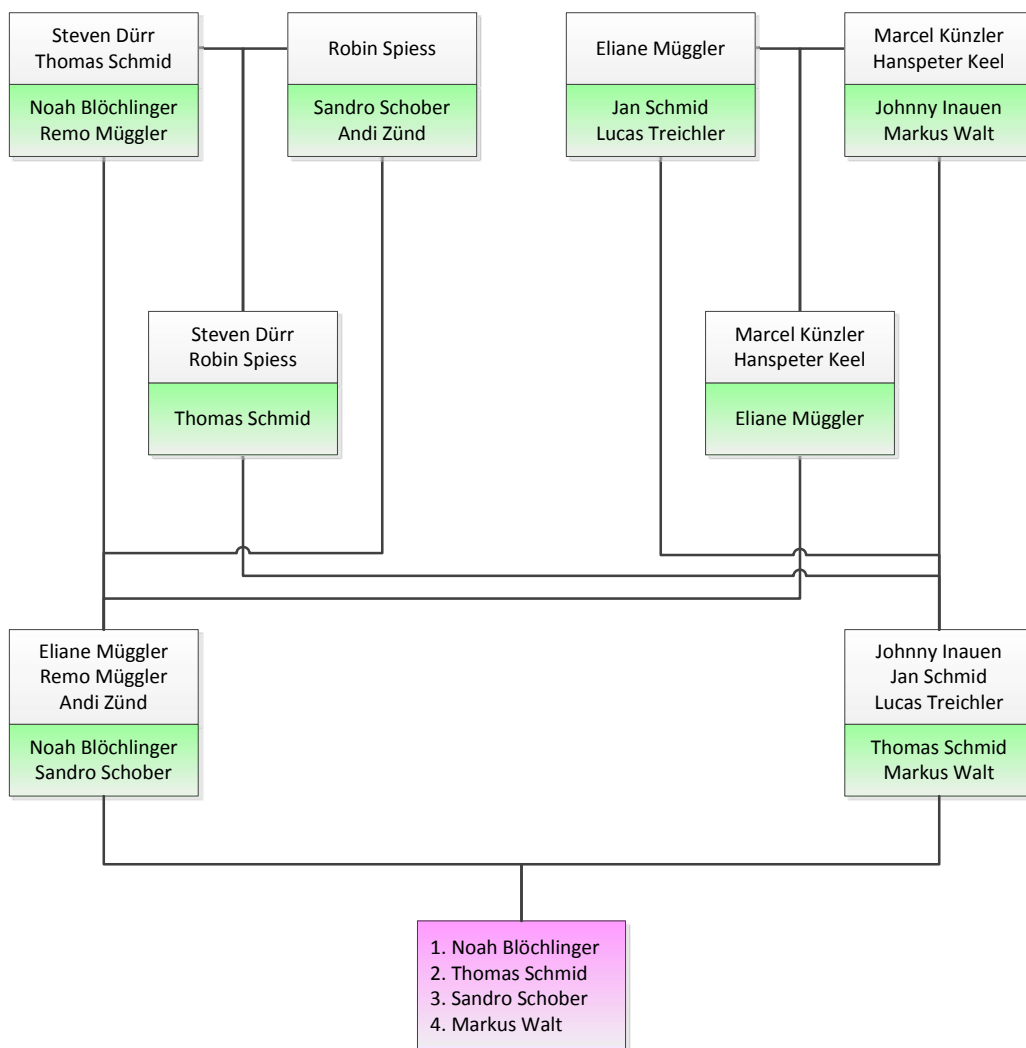 Steven Dürr
Thomas Schmid
Noah Blöchlinger
Remo Müggler
Robin Spiess
Sandro Schober
Andi Zünd
Eliane Müggler
Jan Schmid
Lucas Treichler
Marcel Künzler
Hanspeter Keel
Johnny Inauen
Markus Walt
Steven Dürr
Robin Spiess
Thomas Schmid
Marcel Künzler
Hanspeter Keel
Eliane Müggler
Eliane Müggler
Remo Müggler
Andi Zünd
Noah Blöchlinger
Sandro Schober
Johnny Inauen
Jan Schmid
Lucas Treichler
Thomas Schmid
Markus Walt
1. Noah Blöchlinger
2. Thomas Schmid
3. Sandro Schober
4. Markus Walt